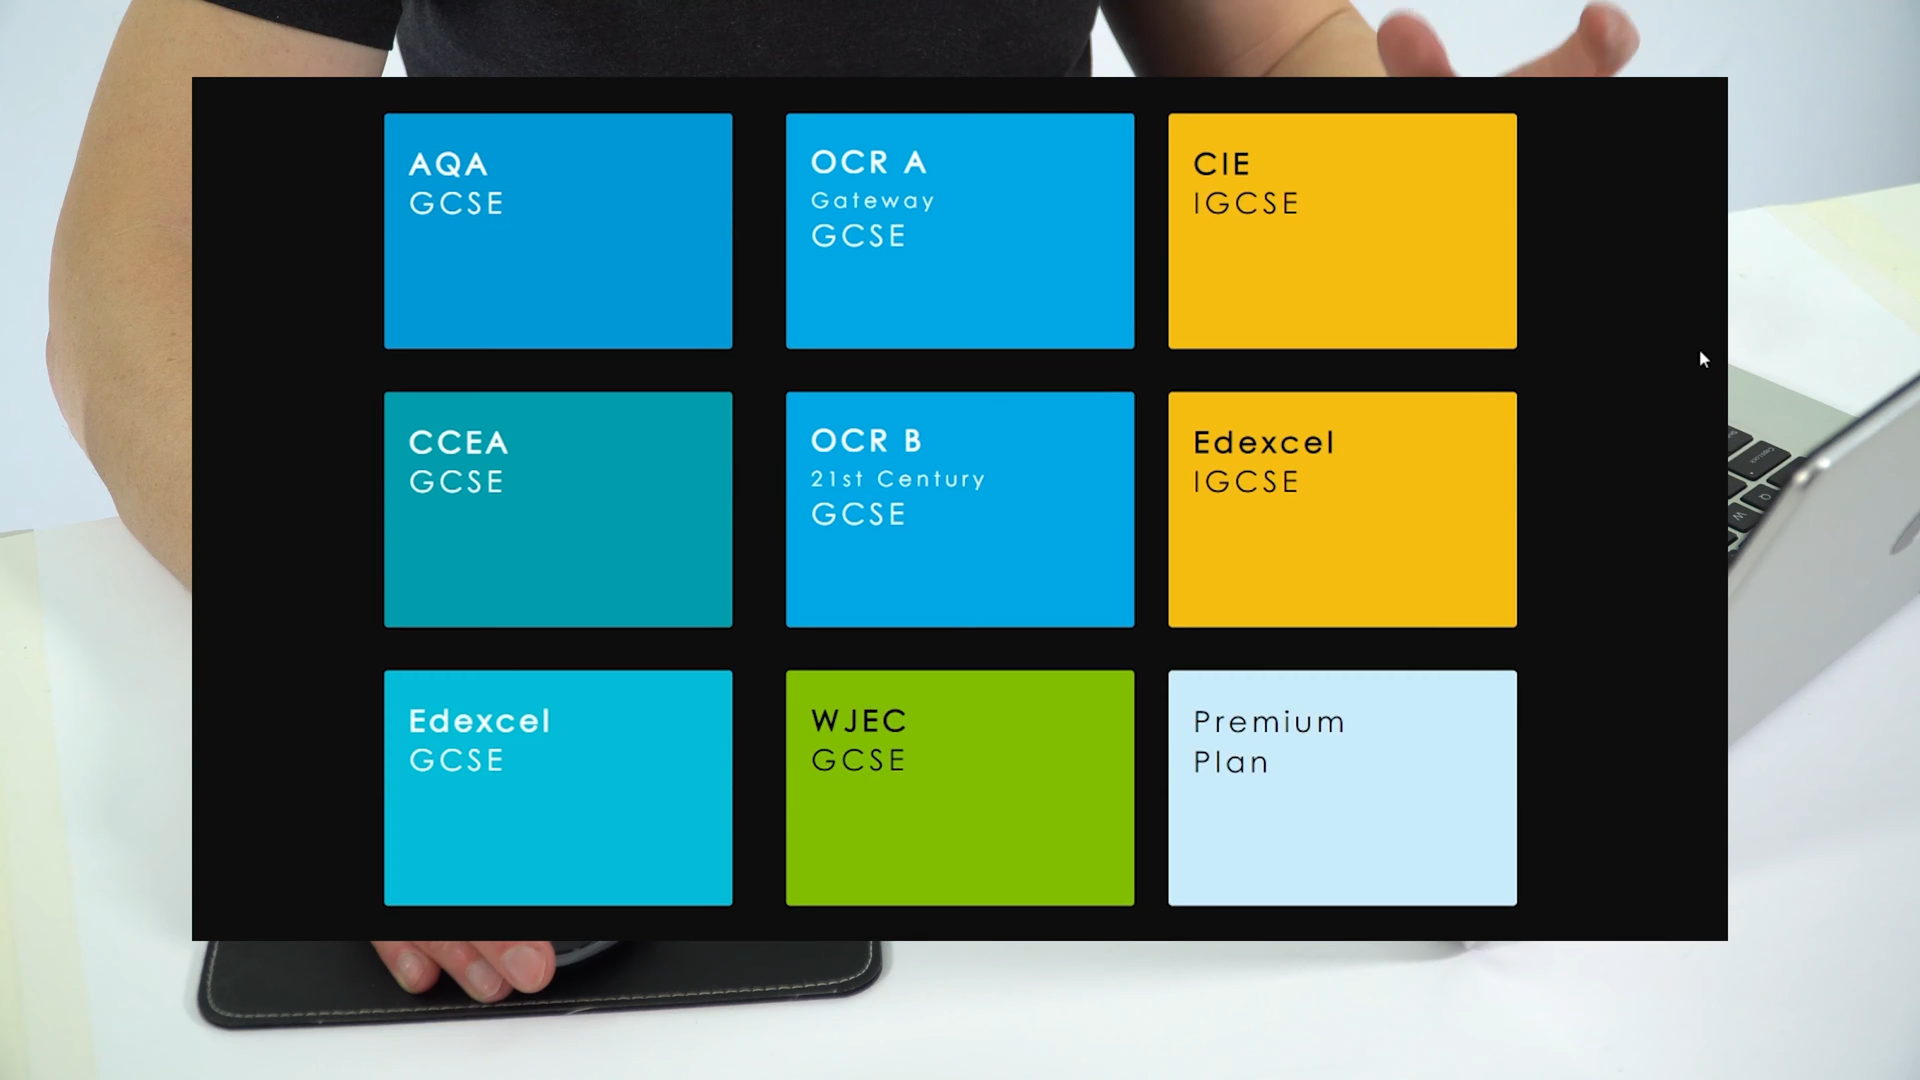 AQA
GCSE
OCR A
Gateway
GCSE
CIE
IGCSE
CCEA
GCSE
OCR B
21st Century
GCSE
Edexcel
IGCSE
Edexcel
GCSE
WJEC
GCSE
Premium
Plan